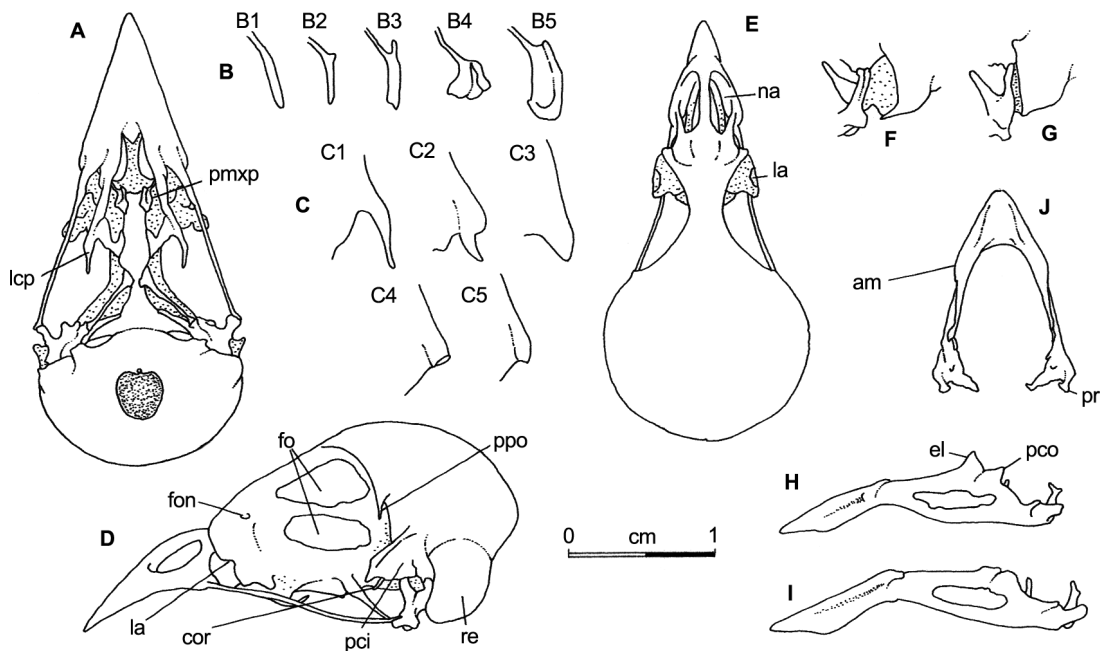 A
B1 B2 B3 B4 B5
B
E
na
F
G
pmxp
C1 C2 C3
C
la
J
lcp
C4 C5
am
pr
fo
ppo
el
pco
fon
H
D
0 cm 1
la
cor
pci
re
I